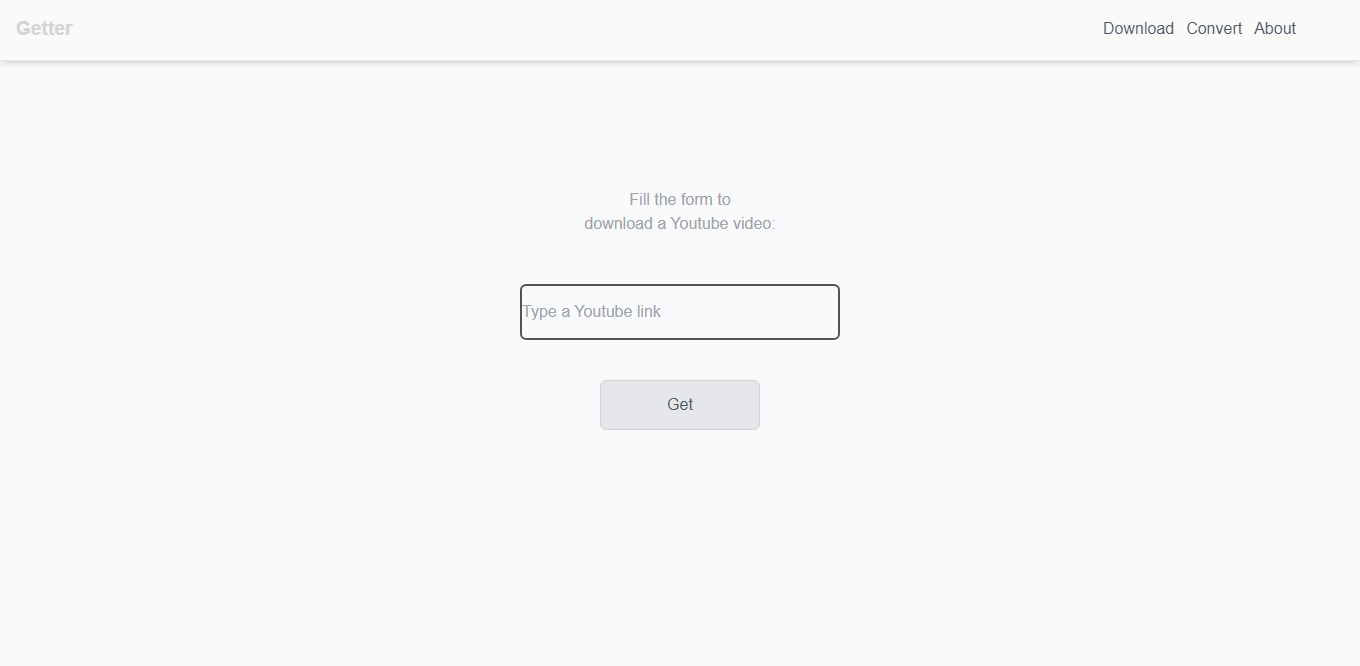 Getter
Download Convert About
Fill the form to
download a Youtube video:
Type a Youtube link
Get